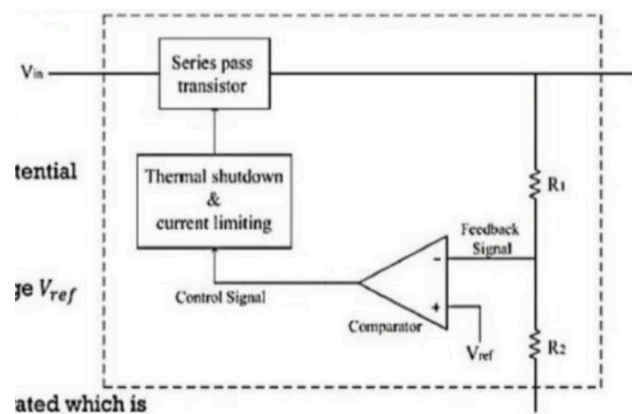 Vin
Series pass
transistor
tential
Thermal shutdown
&
current limiting
R1
Feedback
Signal
-
ge Vref
Control Signal
+
Comparator
Vref
R2
ated which is